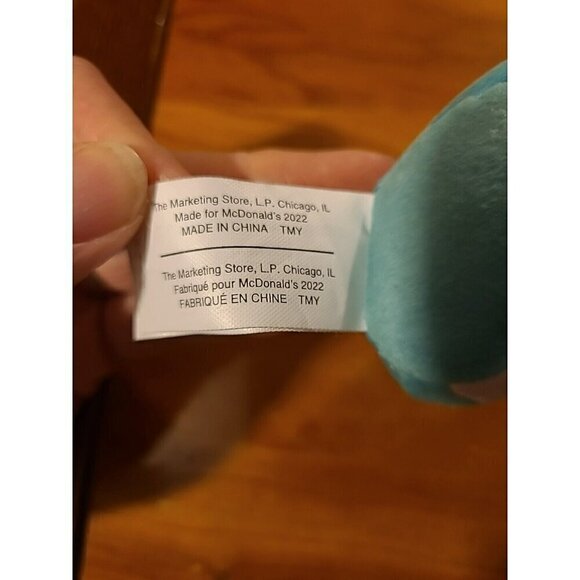 The Marketing Store, L.P. Chicago, IL
Made for McDonald's 2022
MADE IN CHINA TMY
The Marketing Store, L.P. Chicago, IL
Fabriqué pour McDonald's 2022
FABRIQUÉ EN CHINE TMY